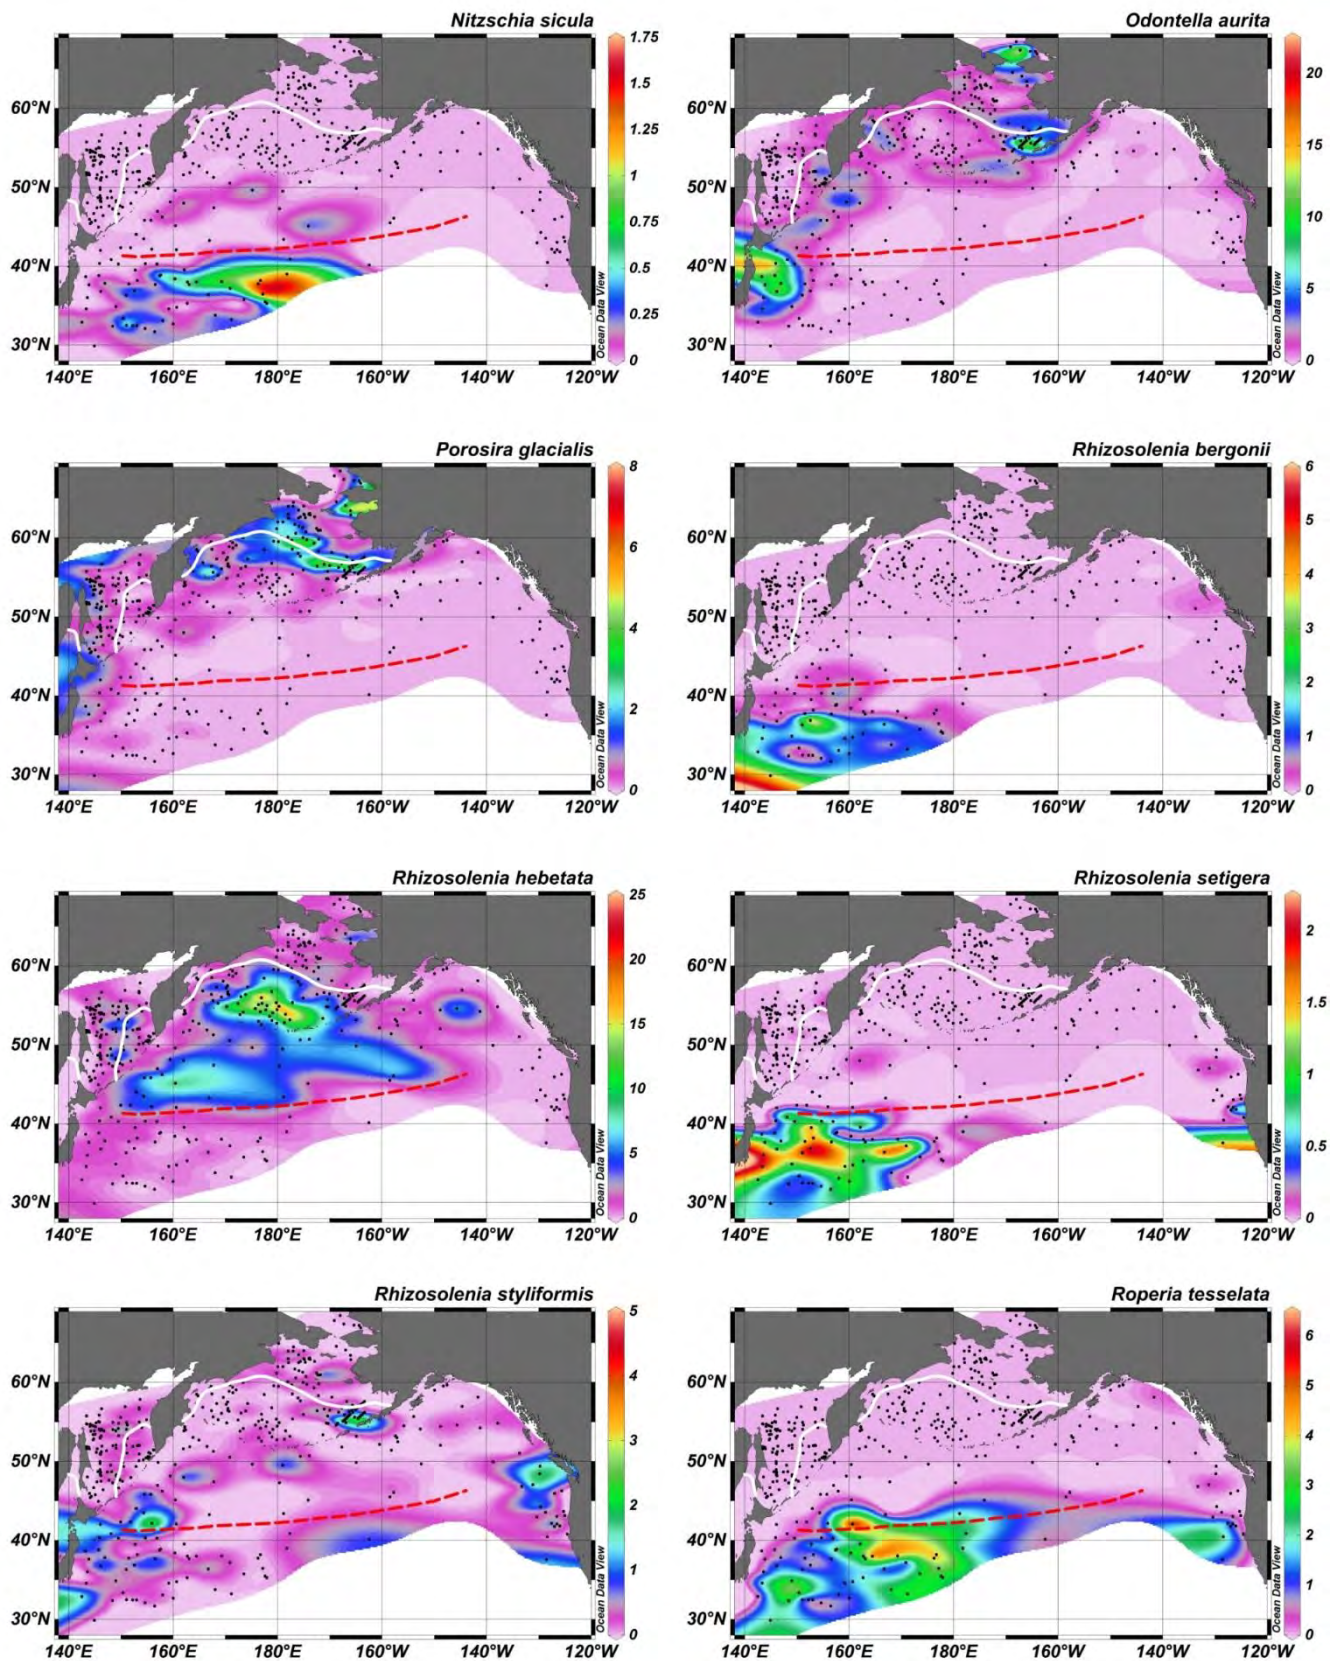 Nitzschia sicula
60°N
50°N
40°N
30°N
140°E 160°E 180°E 160°W 140°W 120°W
1.75
1.5
1.25
1
0.75
0.5
0.25
0
Ocean Data View
Odontella aurita
60°N
50°N
40°N
30°N
140°E 160°E 180°E 160°W 140°W 120°W
20
15
10
5
0
Ocean Data View
Porosira glacialis
60°N
50°N
40°N
30°N
140°E 160°E 180°E 160°W 140°W 120°W
8
6
4
2
0
Ocean Data View
Rhizosolenia bergonii
60°N
50°N
40°N
30°N
140°E 160°E 180°E 160°W 140°W 120°W
6
5
4
3
2
1
0
Ocean Data View
Rhizosolenia hebetata
60°N
50°N
40°N
30°N
140°E 160°E 180°E 160°W 140°W 120°W
25
20
15
10
5
0
Ocean Data View
Rhizosolenia setigera
60°N
50°N
40°N
30°N
140°E 160°E 180°E 160°W 140°W 120°W
2
1.5
1
0.5
0
Ocean Data View
Rhizosolenia styliformis
60°N
50°N
40°N
30°N
140°E 160°E 180°E 160°W 140°W 120°W
5
4
3
2
1
0
Ocean Data View
Roperia tesselata
60°N
50°N
40°N
30°N
140°E 160°E 180°E 160°W 140°W 120°W
6
5
4
3
2
1
0
Ocean Data View